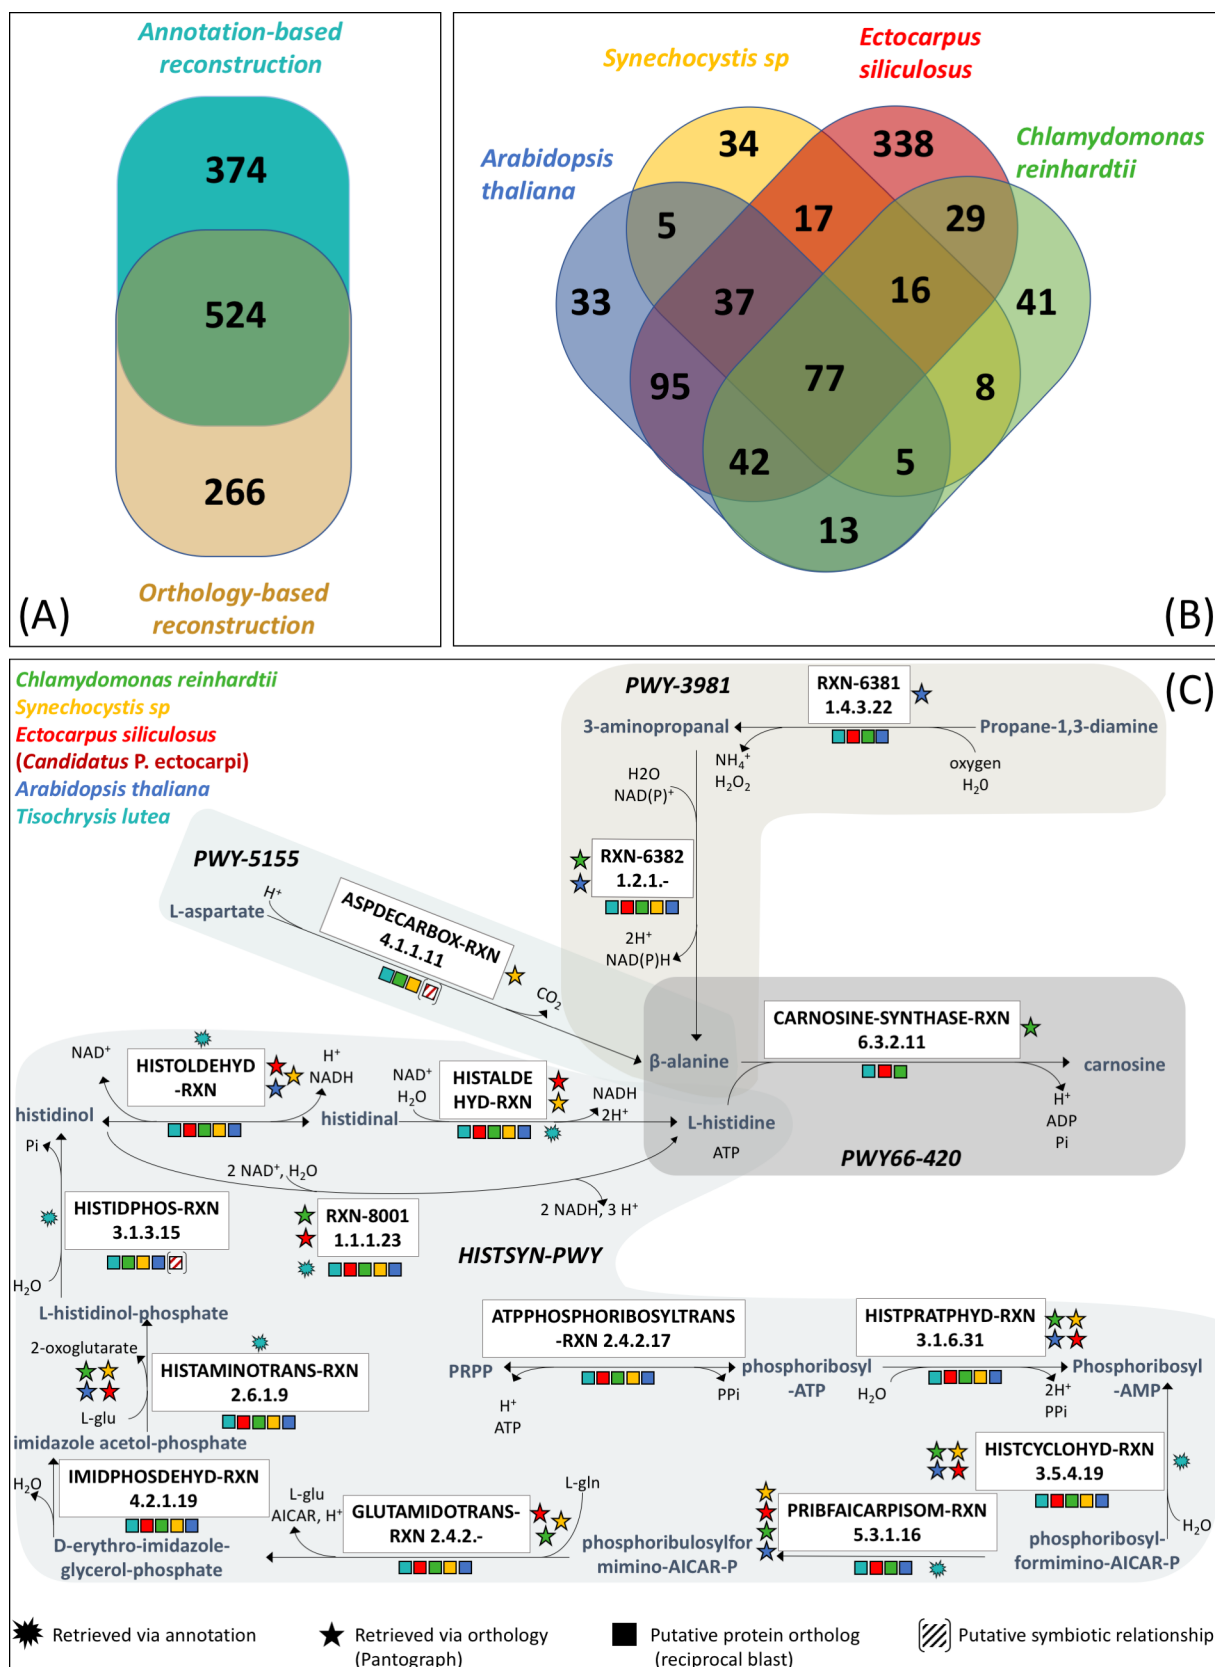 Annotation-based
reconstruction
374
524
266
Orthology-based
reconstruction
(A)
Synechocystis sp
Ectocarpus
siliculosus
Arabidopsis
thaliana
Chlamydomonas
reinhardtii
34
338
5
17
29
33
37
16
41
95
77
8
42
5
13
(B)
(C)
Chlamydomonas reinhardtii
Synechocystis sp
Ectocarpus siliculosus
(Candidatus P. ectocarpi)
Arabidopsis thaliana
Tisochrysis lutea
PWY-3981
RXN-6381
1.4.3.22
3-aminopropanal
Propane-1,3-diamine
NH₄⁺
H₂O₂
oxygen
H₂0
H2O
NAD(P)⁺
RXN-6382
1.2.1.-
2H⁺
NAD(P)H
PWY-5155
L-aspartate
H⁺
ASPDECARBOX-RXN
4.1.1.11
CO₂
β-alanine
CARNOSINE-SYNTHASE-RXN
6.3.2.11
carnosine
H⁺
ADP
Pi
L-histidine
ATP
PWY66-420
NAD⁺
HISTOLDEHYD
-RXN
H⁺
NADH
histidinol
histidinal
NAD⁺
H₂O
HISTALDE
HYD-RXN
NADH
2H⁺
Pi
2 NAD⁺, H₂O
2 NADH, 3 H⁺
HISTIDPHOS-RXN
3.1.3.15
RXN-8001
1.1.1.23
HISTSYN-PWY
H₂O
L-histidinol-phosphate
2-oxoglutarate
HISTAMINOTRANS-RXN
2.6.1.9
L-glu
imidazole acetol-phosphate
ATPPHOSPHORIBOSYLTRANS
-RXN 2.4.2.17
PRPP
H⁺
ATP
PPi
phosphoribosyl
-ATP
HISTPRATPHYD-RXN
3.1.6.31
H₂O
2H⁺
PPi
Phosphoribosyl
-AMP
HISTCYCLOHYD-RXN
3.5.4.19
H₂O
IMIDPHOSDEHYD-RXN
4.2.1.19
H₂O
D-erythro-imidazole-
glycerol-phosphate
L-glu
AICAR, H⁺
GLUTAMIDOTRANS-
RXN 2.4.2.-
L-gln
phosphoribulosylfor
mimino-AICAR-P
PRIBFAICARPISOM-RXN
5.3.1.16
phosphoribosyl-
formimino-AICAR-P
Retrieved via annotation
Retrieved via orthology
(Pantograph)
Putative protein ortholog
(reciprocal blast)
Putative symbiotic relationship